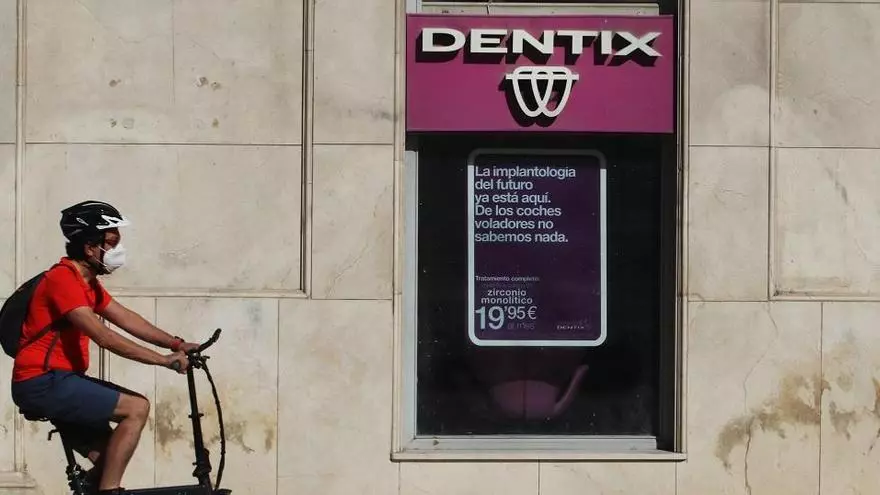 DENTIX
La implantología
del futuro
ya está aquí.
De los coches
voladores no
sabemos nada.
Tratamiento completo
zirconio
monolítico
19'95€
al mes
DENTIX